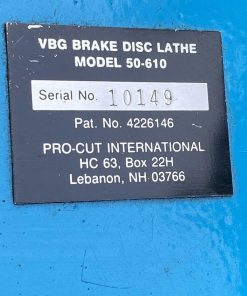 VBG BRAKE DISC LATHE
MODEL 50-610
Serial No. 10149
Pat. No. 4226146
PRO-CUT INTERNATIONAL
HC 63, Box 22H
Lebanon, NH 03766